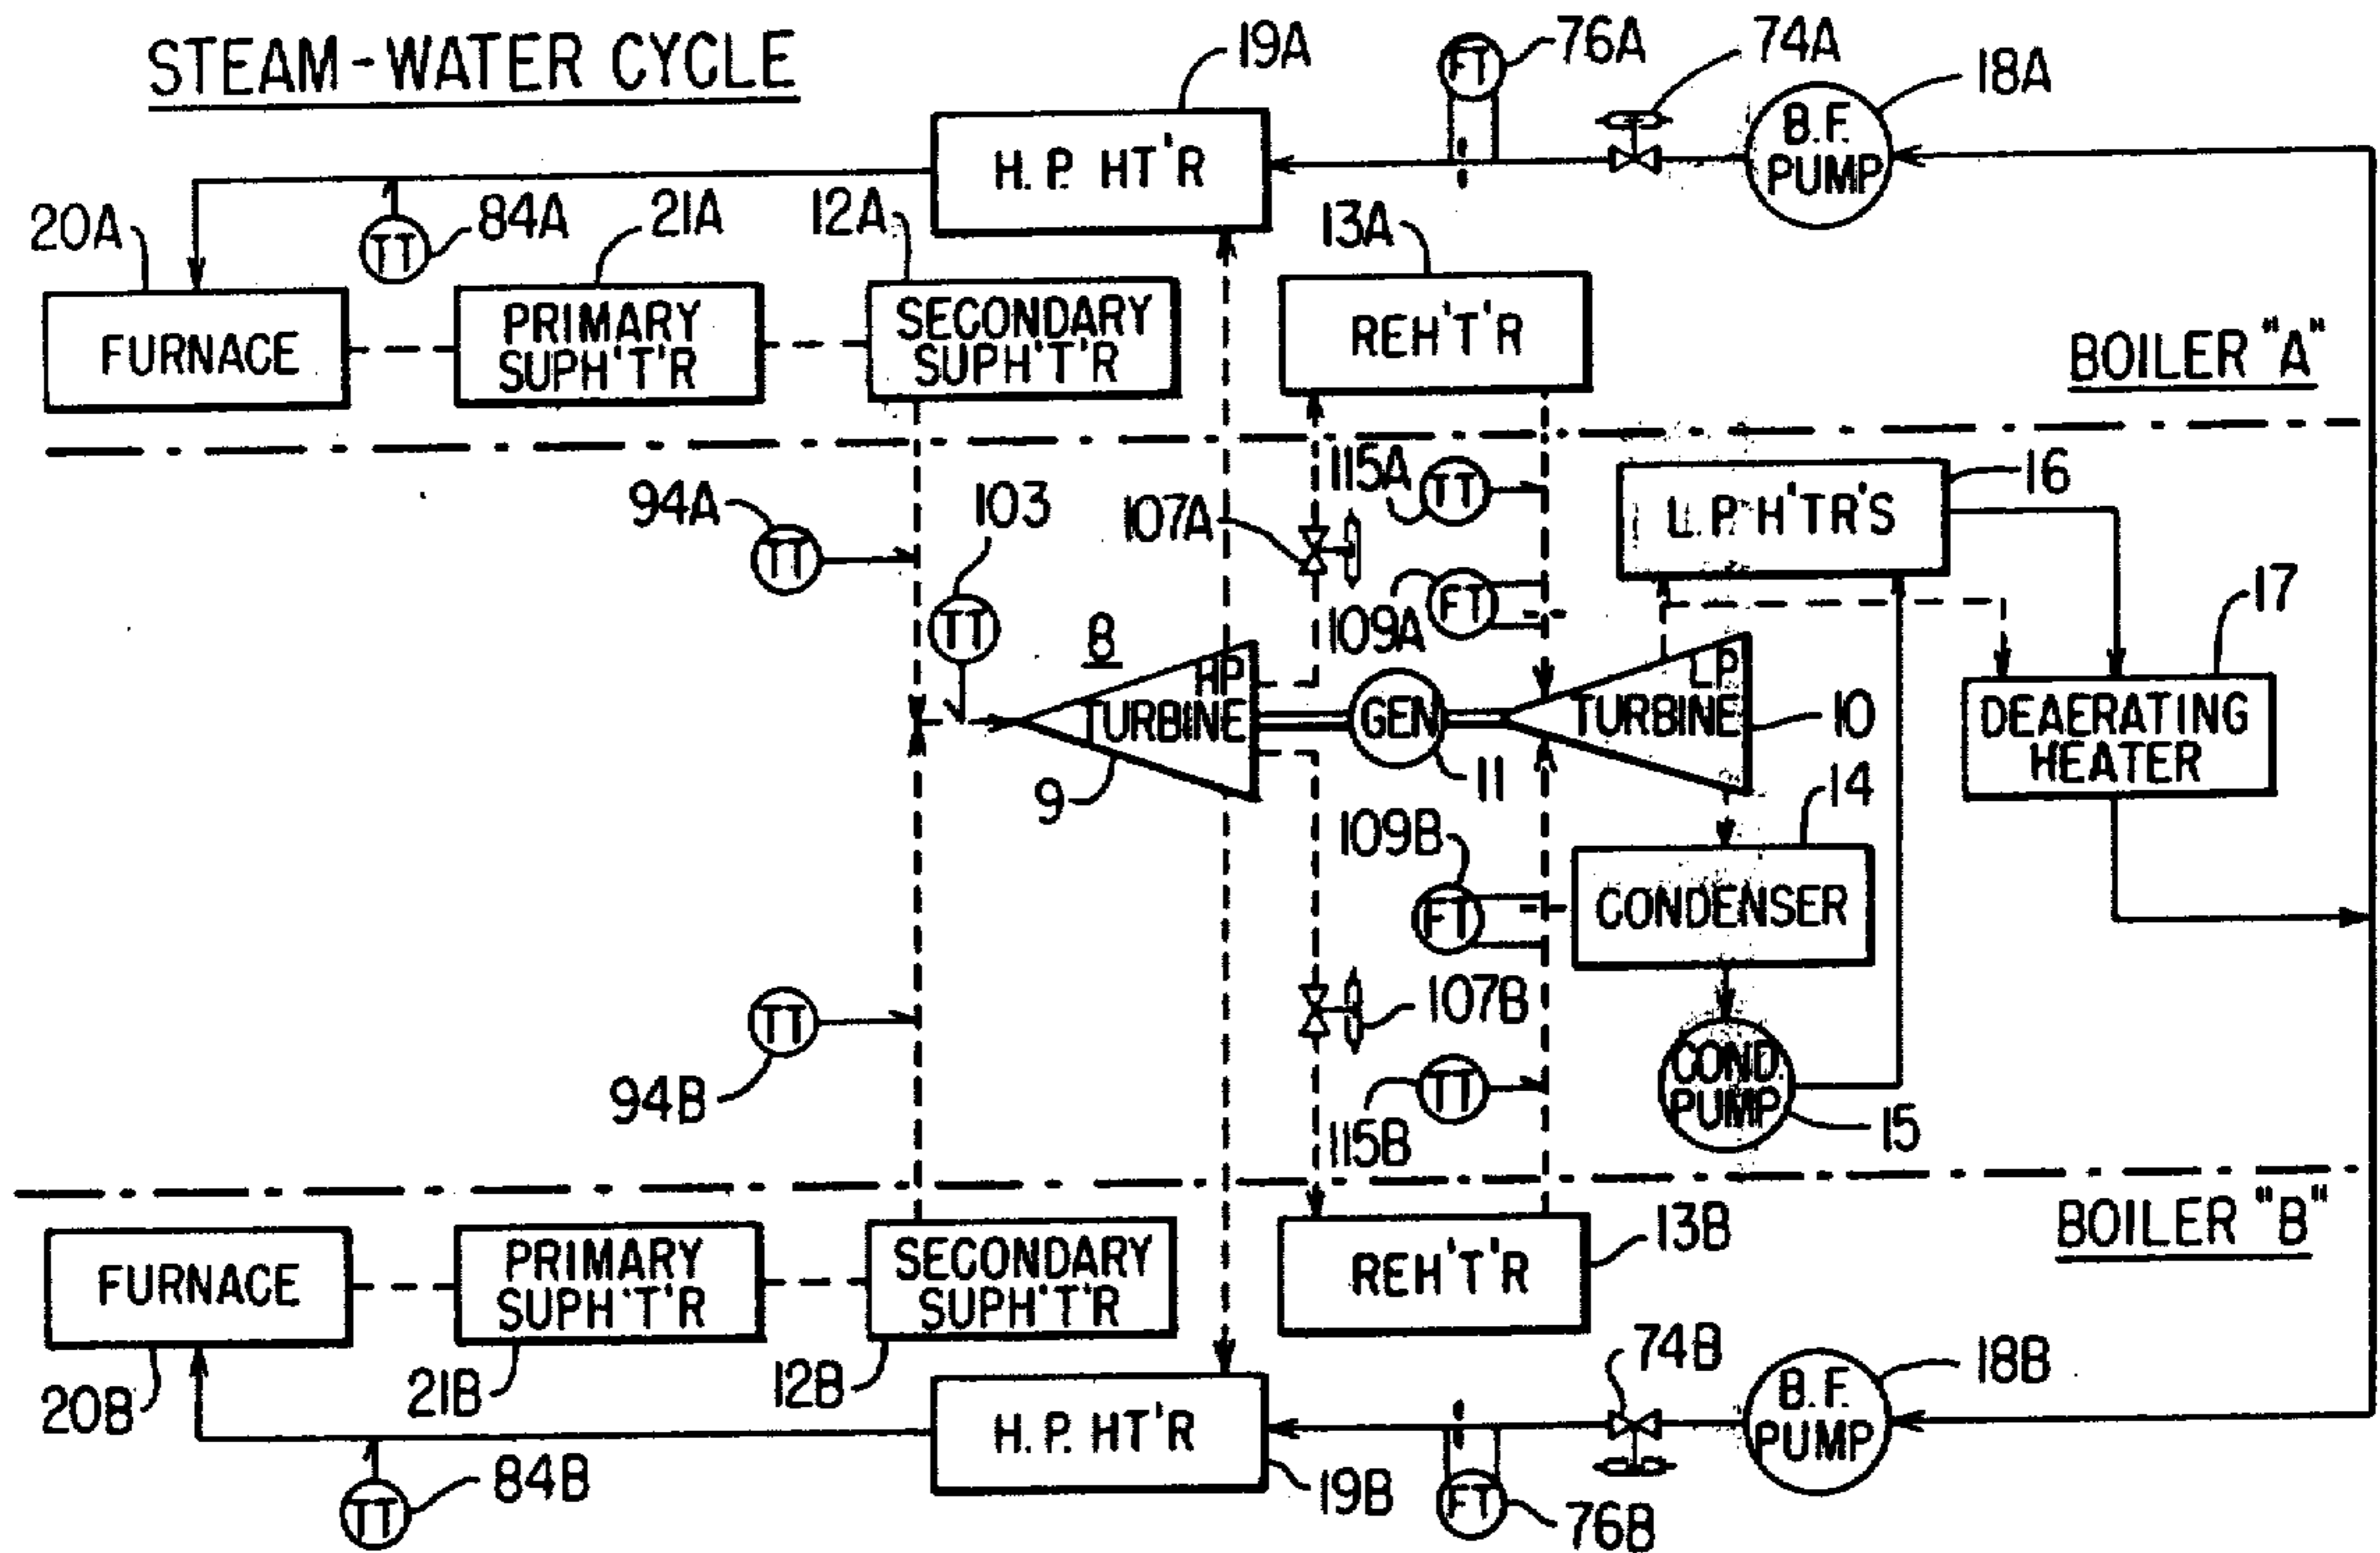 STEAM-WATER CYCLE
19A
76A
74A
18A
FT
B.F.
PUMP
H.P. HT'R
20A
84A
TT
21A
12A
13A
FURNACE
PRIMARY
SUPH'T'R
SECONDARY
SUPH'T'R
REH'T'R
BOILER "A"
94A
TT
103
TT
107A
115A
TT
109A
FT
L.P. H'TR'S
16
17
8
HP
TURBINE
9
GEN
11
LP
TURBINE
10
DEAERATING
HEATER
14
109B
FT
CONDENSER
107B
TT
94B
TT
115B
COND.
PUMP
15
BOILER "B"
FURNACE
PRIMARY
SUPH'T'R
SECONDARY
SUPH'T'R
REH'T'R
13B
20B
21B
12B
74B
18B
B.F.
PUMP
H.P. HT'R
19B
84B
TT
FT
76B